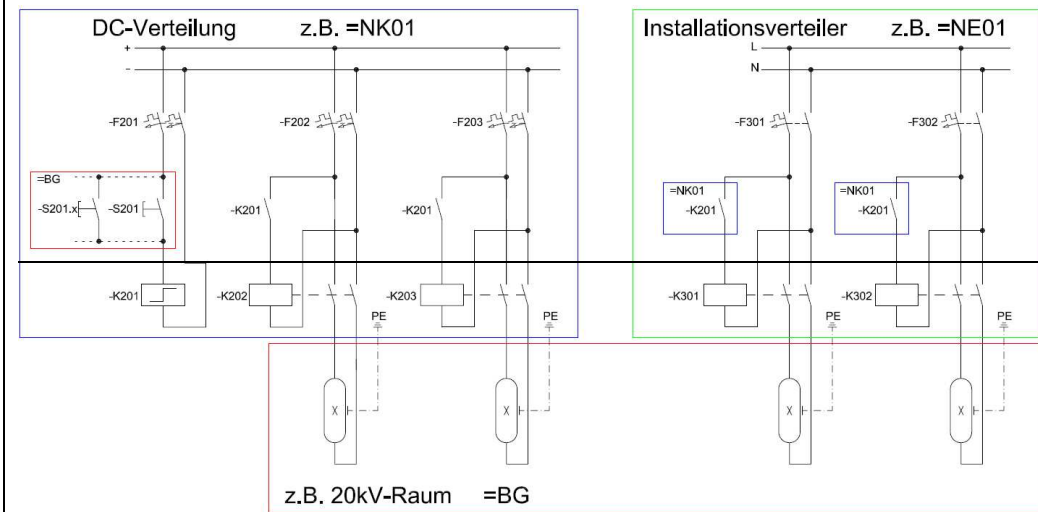 DC-Verteilung z.B. =NK01 Installationsverteiler z.B. =NE01
+ L
- N
-F201 -F202 -F203 -F301 -F302
=BG =NK01 =NK01
-S201.x -S201 -K201 -K201 -K201 -K201
-K201 -K202 -K203 -K301 -K302
PE PE PE PE
X X X X
z.B. 20kV-Raum =BG